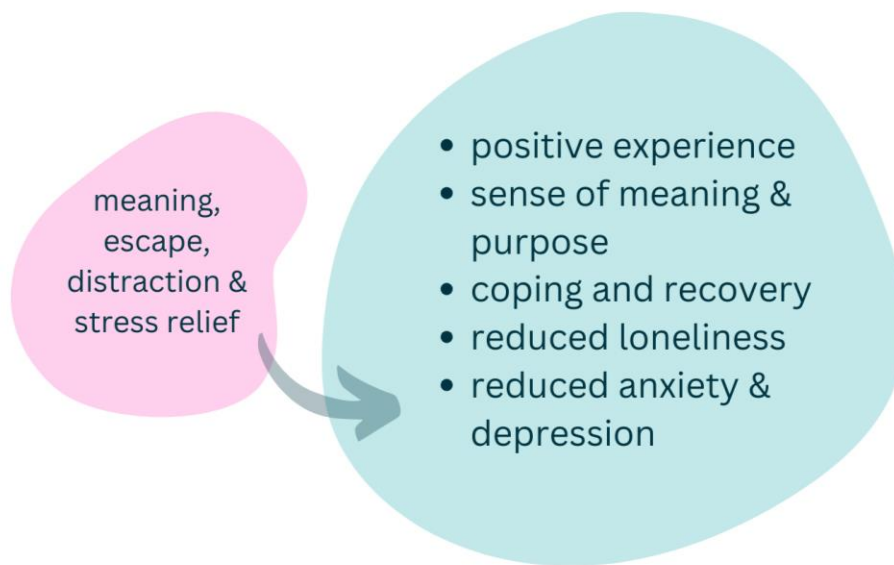 meaning,
escape,
distraction &
stress relief
• positive experience
• sense of meaning &
purpose
• coping and recovery
• reduced loneliness
• reduced anxiety &
depression